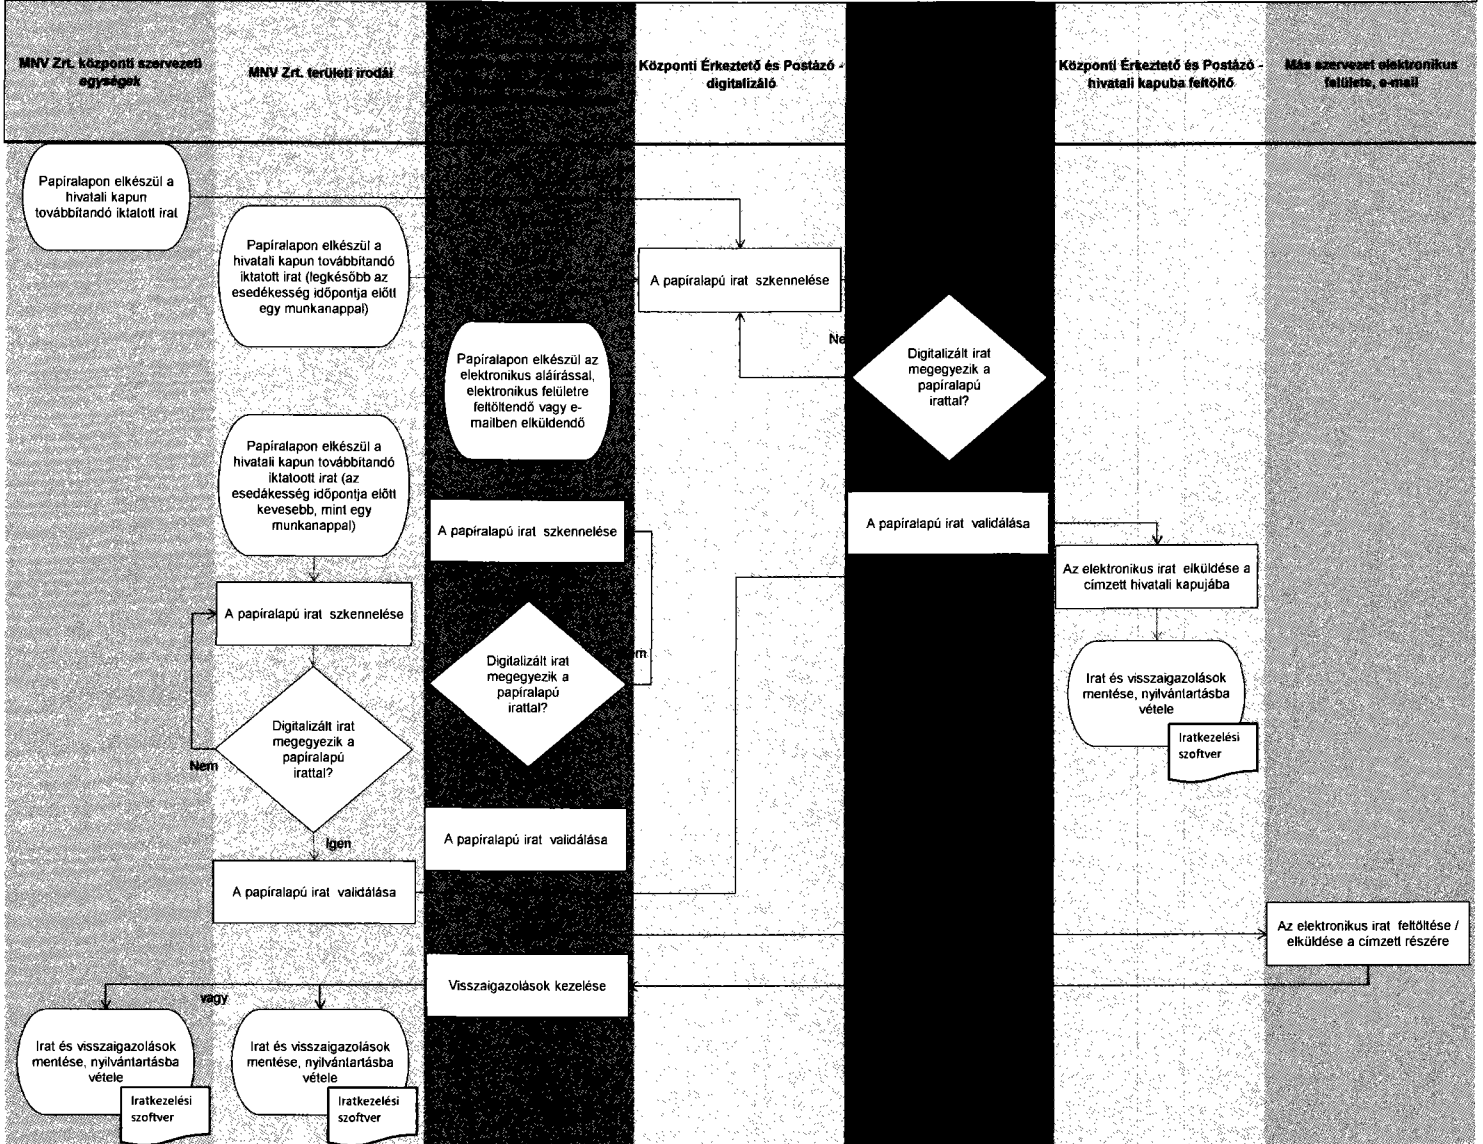 MNV Zrt. központi szervezeti
egységek
MNV Zrt. területi irodái
Központi Érkeztető és Postázó -
digitalizáló
Központi Érkeztető és Postázó -
hivatali kapuba feltöltő
Más szervezet elektronikus
felülete, e-mail
Papíralapon elkészül a
hivatali kapun
továbbítandó iktatott irat
Papíralapon elkészül a
hivatali kapun továbbítandó
iktatott irat (legkésőbb az
esedékesség időpontja előtt
egy munkanappal)
A papíralapú irat szkennelése
Ne
Digitalizált irat
megegyezik a
papíralapú
irattal?
Papíralapon elkészül az
elektronikus aláírással,
elektronikus felületre
feltöltendő vagy e-
mailben elküldendő
Papíralapon elkészül a
hivatali kapun továbbítandó
iktatoott irat (az
esedákesség időpontja előtt
kevesebb, mint egy
munkanappal)
A papíralapú irat szkennelése
A papíralapú irat validálása
Az elektronikus irat elküldése a
címzett hivatali kapujába
A papíralapú irat szkennelése
Digitalizált irat
megegyezik a
papíralapú
irattal?
m
Irat és visszaigazolások
mentése, nyilvántartásba
vétele
Iratkezelési
szoftver
Digitalizált irat
megegyezik a
papíralapú
irattal?
Nem
Igen
A papíralapú irat validálása
A papíralapú irat validálása
Az elektronikus irat feltöltése /
elküldése a címzett részére
Visszaigazolások kezelése
vagy
Irat és visszaigazolások
mentése, nyilvántartásba
vétele
Iratkezelési
szoftver
Irat és visszaigazolások
mentése, nyilvántartásba
vétele
Iratkezelési
szoftver